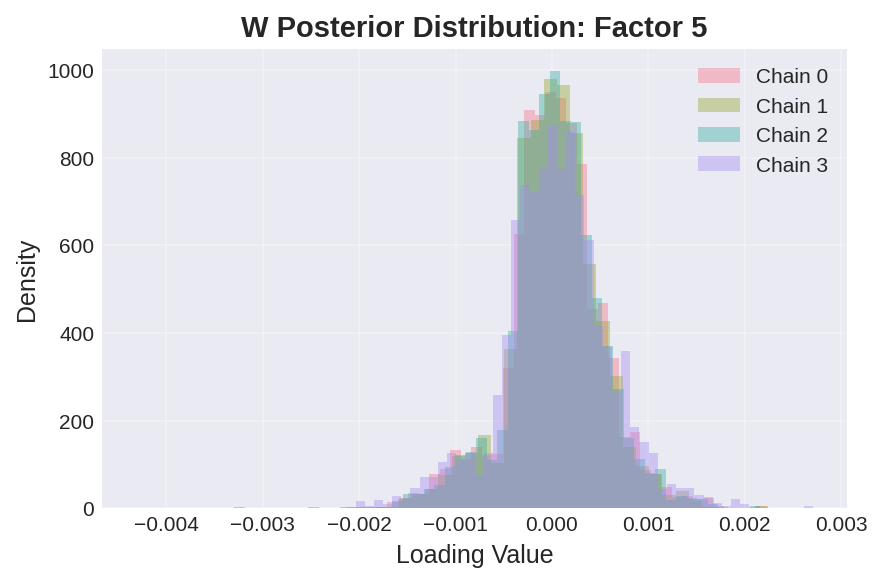 W Posterior Distribution: Factor 5
1000
800
600
400
200
0
Density
Chain 0
Chain 1
Chain 2
Chain 3
−0.004 −0.003 −0.002 −0.001 0.000 0.001 0.002 0.003
Loading Value